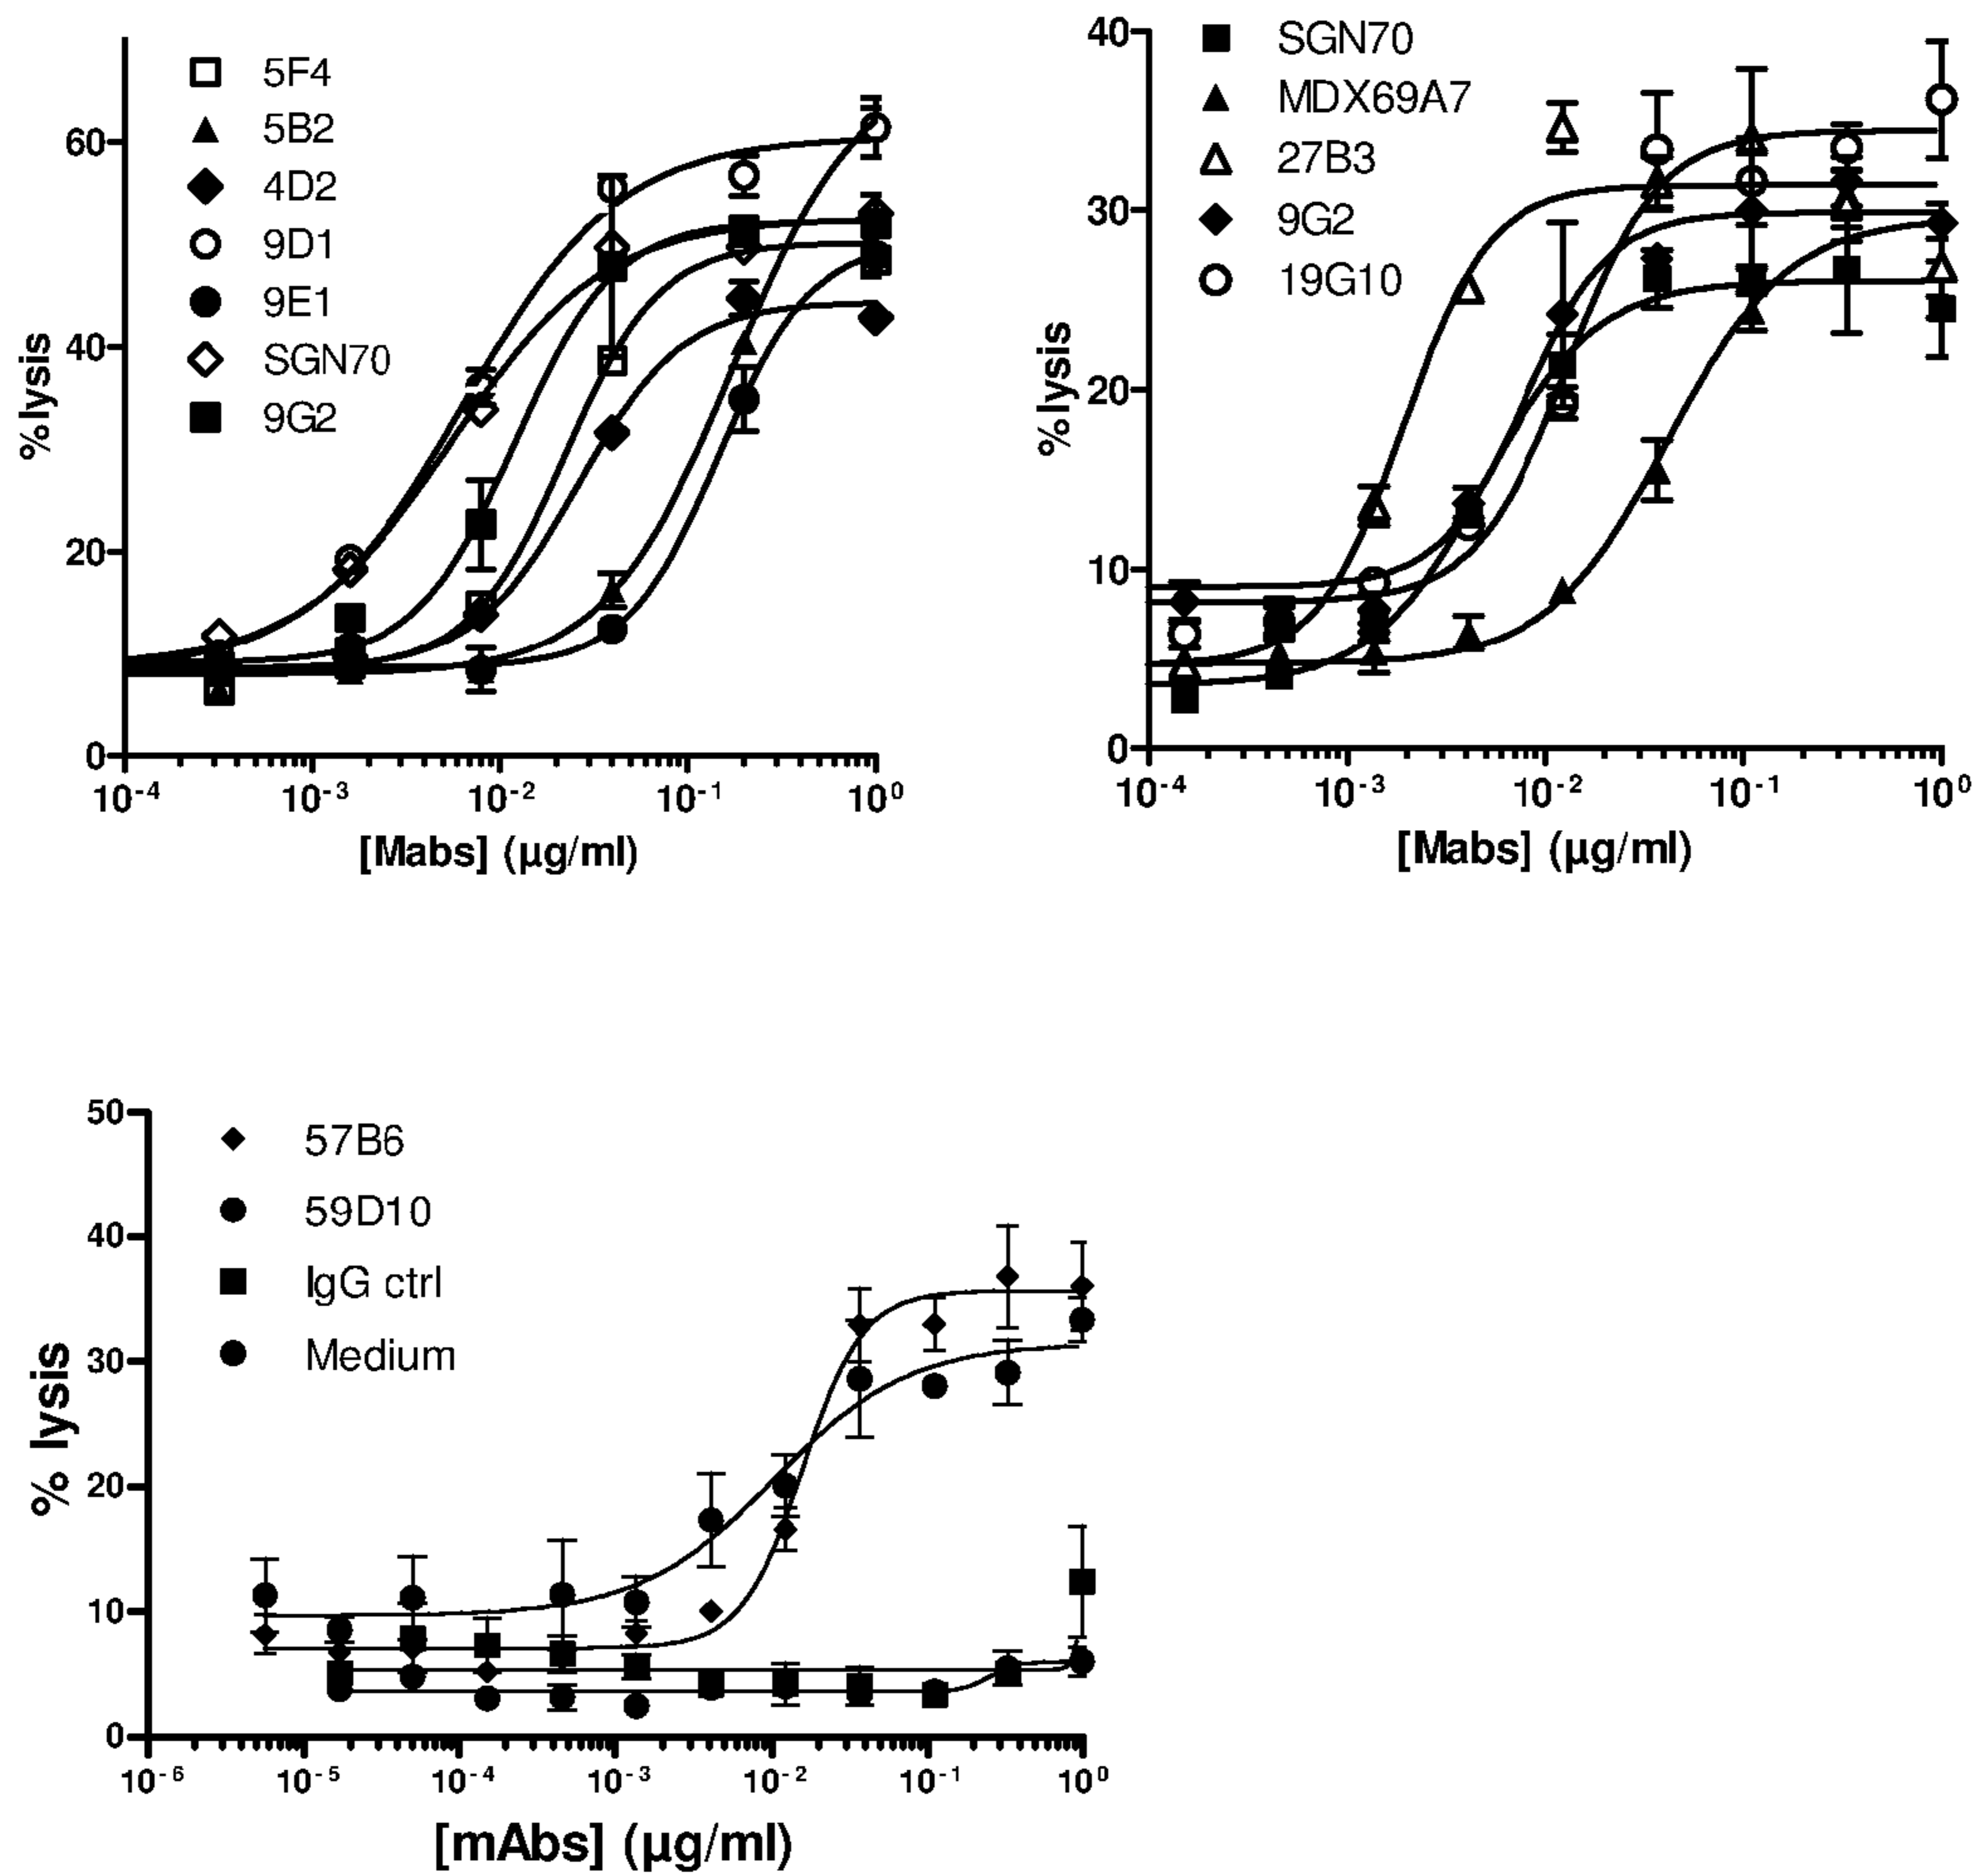 5F4
5B2
4D2
9D1
9E1
SGN70
9G2
60
40
20
0
% lysis
10-4
10-3
10-2
10-1
100
[Mabs] (µg/ml)
SGN70
MDX69A7
27B3
9G2
19G10
40
30
20
10
0
% lysis
10-4
10-3
10-2
10-1
100
[Mabs] (µg/ml)
57B6
59D10
IgG ctrl
Medium
50
40
30
20
10
0
% lysis
10-6
10-5
10-4
10-3
10-2
10-1
100
[mAbs] (µg/ml)